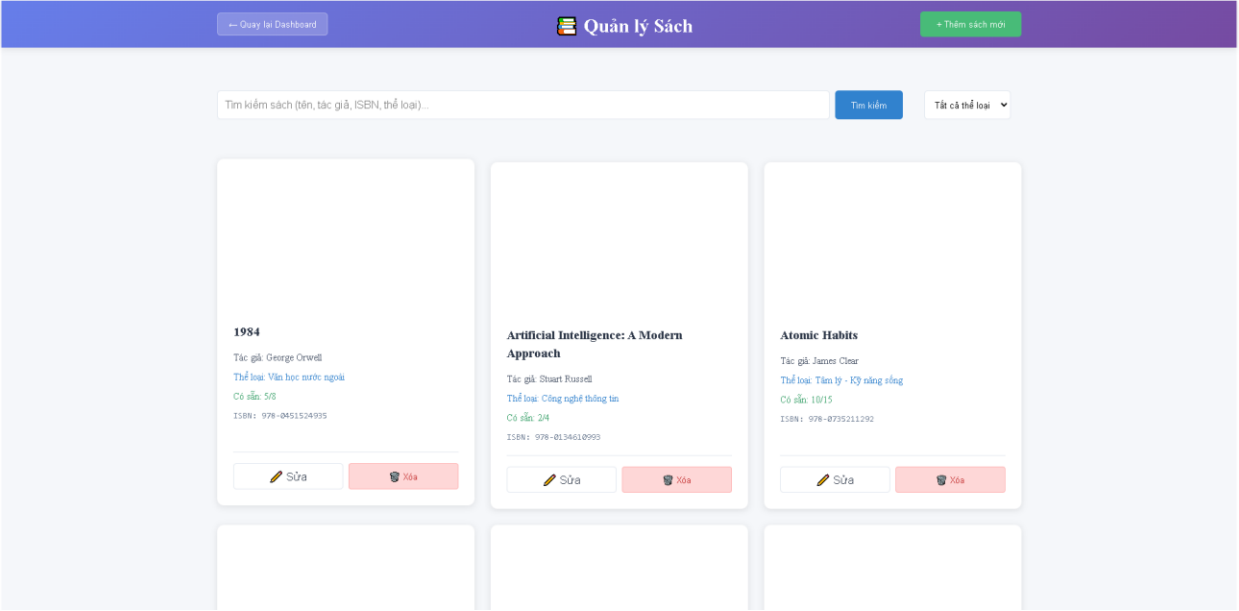 ← Quay lại Dashboard
Quản lý Sách
+ Thêm sách mới
Tìm kiếm sách (tên, tác giả, ISBN, thể loại)...
Tìm kiếm
Tất cả thể loại
1984
Tác giả: George Orwell
Thể loại: Văn học nước ngoài
Có sẵn: 5/8
ISBN: 978-0451524935
Sửa
Xóa
Artificial Intelligence: A Modern
Approach
Tác giả: Stuart Russell
Thể loại: Công nghệ thông tin
Có sẵn: 2/4
ISBN: 978-0134610993
Sửa
Xóa
Atomic Habits
Tác giả: James Clear
Thể loại: Tâm lý - Kỹ năng sống
Có sẵn: 10/15
ISBN: 978-0735211292
Sửa
Xóa